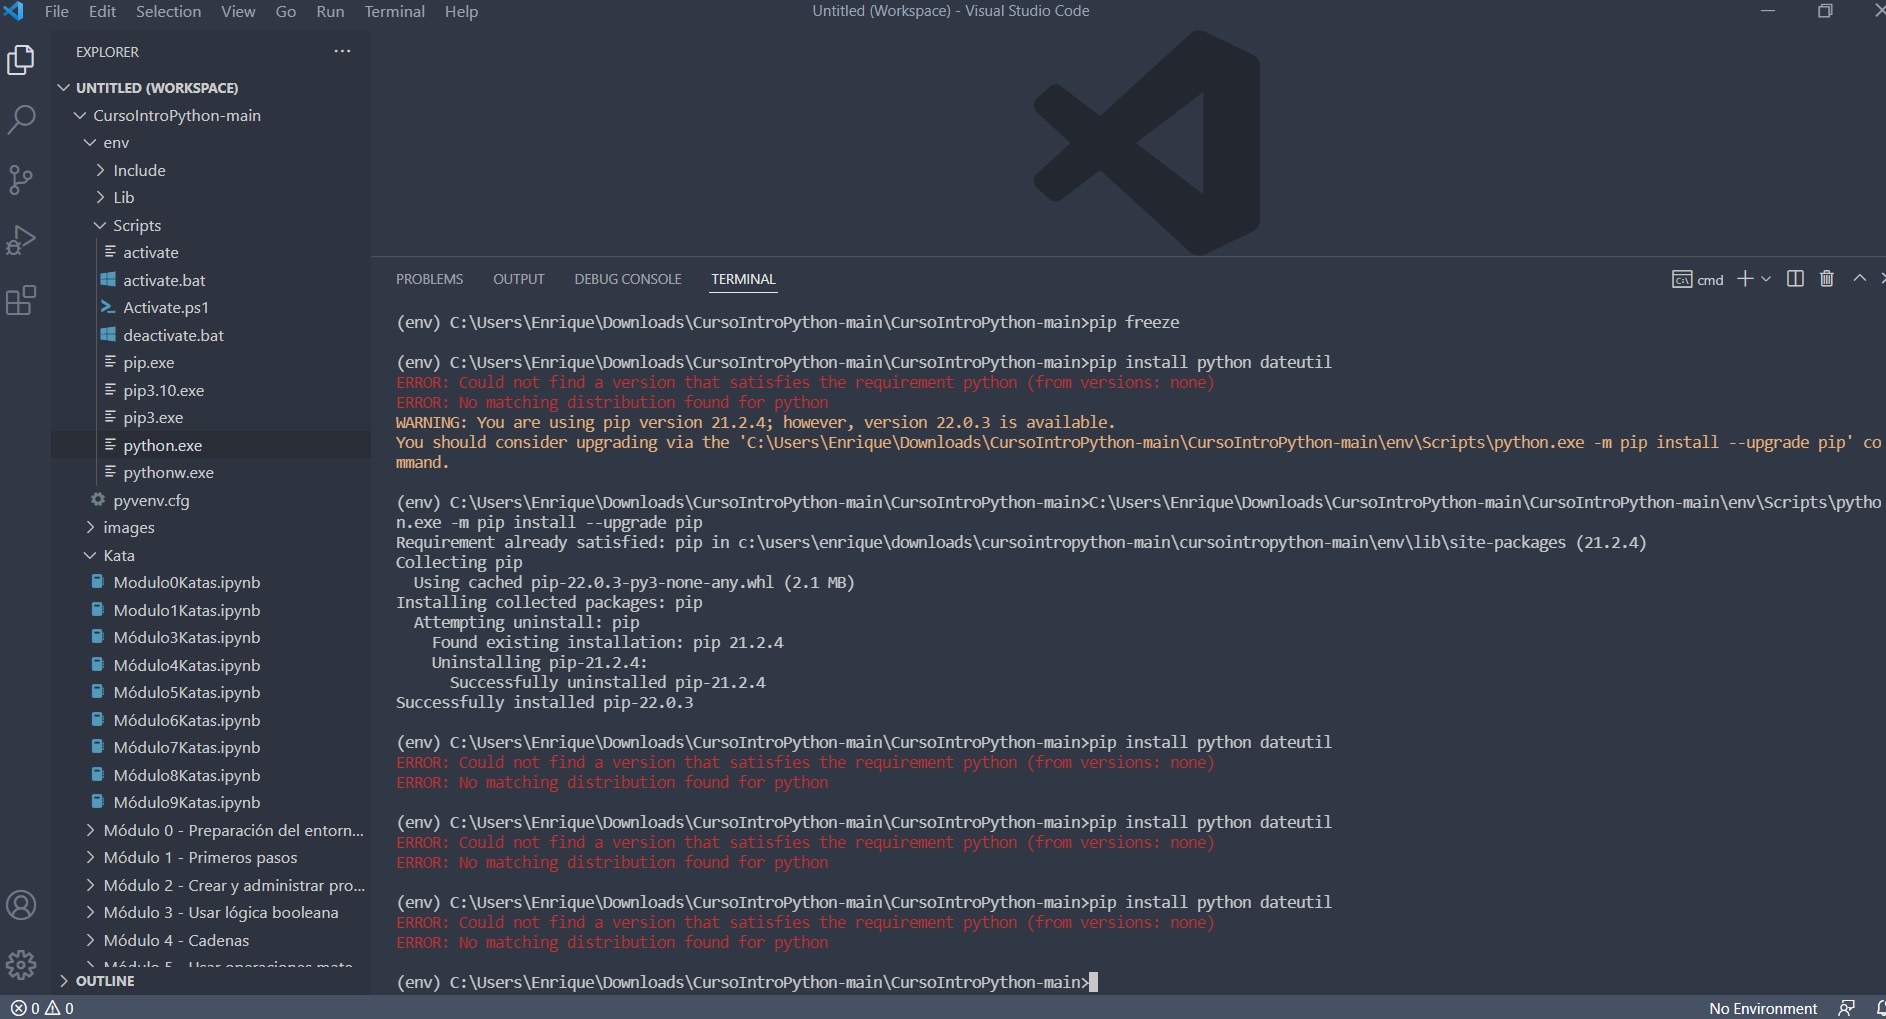 File Edit Selection View Go Run Terminal Help
Untitled (Workspace) - Visual Studio Code
EXPLORER
UNTITLED (WORKSPACE)
CursoIntroPython-main
env
Include
Lib
Scripts
activate
activate.bat
Activate.ps1
deactivate.bat
pip.exe
pip3.10.exe
pip3.exe
python.exe
pythonw.exe
pyvenv.cfg
images
Kata
Modulo0Katas.ipynb
Modulo1Katas.ipynb
Módulo3Katas.ipynb
Módulo4Katas.ipynb
Módulo5Katas.ipynb
Módulo6Katas.ipynb
Módulo7Katas.ipynb
Módulo8Katas.ipynb
Módulo9Katas.ipynb
Módulo 0 - Preparación del entorn...
Módulo 1 - Primeros pasos
Módulo 2 - Crear y administrar pro...
Módulo 3 - Usar lógica booleana
Módulo 4 - Cadenas
Módulo 5 - Usar operaciones mate...
OUTLINE
PROBLEMS OUTPUT DEBUG CONSOLE TERMINAL
cmd
(env) C:\Users\Enrique\Downloads\CursoIntroPython-main\CursoIntroPython-main>pip freeze
(env) C:\Users\Enrique\Downloads\CursoIntroPython-main\CursoIntroPython-main>pip install python dateutil
ERROR: Could not find a version that satisfies the requirement python (from versions: none)
ERROR: No matching distribution found for python
WARNING: You are using pip version 21.2.4; however, version 22.0.3 is available.
You should consider upgrading via the 'C:\Users\Enrique\Downloads\CursoIntroPython-main\CursoIntroPython-main\env\Scripts\python.exe -m pip install --upgrade pip' co
mmand.
(env) C:\Users\Enrique\Downloads\CursoIntroPython-main\CursoIntroPython-main>C:\Users\Enrique\Downloads\CursoIntroPython-main\CursoIntroPython-main\env\Scripts\pytho
n.exe -m pip install --upgrade pip
Requirement already satisfied: pip in c:\users\enrique\downloads\cursointropython-main\cursointropython-main\env\lib\site-packages (21.2.4)
Collecting pip
Using cached pip-22.0.3-py3-none-any.whl (2.1 MB)
Installing collected packages: pip
Attempting uninstall: pip
Found existing installation: pip 21.2.4
Uninstalling pip-21.2.4:
Successfully uninstalled pip-21.2.4
Successfully installed pip-22.0.3
(env) C:\Users\Enrique\Downloads\CursoIntroPython-main\CursoIntroPython-main>pip install python dateutil
ERROR: Could not find a version that satisfies the requirement python (from versions: none)
ERROR: No matching distribution found for python
(env) C:\Users\Enrique\Downloads\CursoIntroPython-main\CursoIntroPython-main>pip install python dateutil
ERROR: Could not find a version that satisfies the requirement python (from versions: none)
ERROR: No matching distribution found for python
(env) C:\Users\Enrique\Downloads\CursoIntroPython-main\CursoIntroPython-main>pip install python dateutil
ERROR: Could not find a version that satisfies the requirement python (from versions: none)
ERROR: No matching distribution found for python
(env) C:\Users\Enrique\Downloads\CursoIntroPython-main\CursoIntroPython-main>
0 0
No Environment